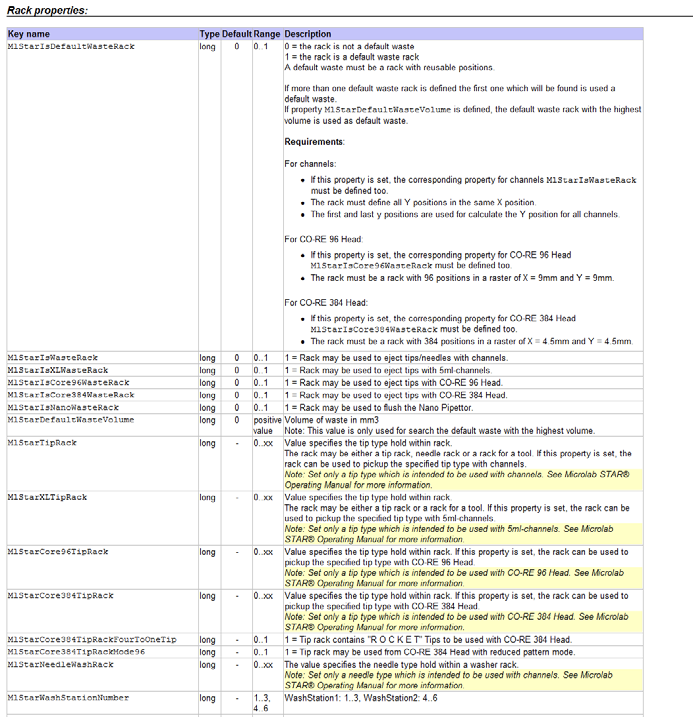 Rack properties:
Key name Type Default Range Description
MlStarIsDefaultWasteRack long 0 0..1 0 = the rack is not a default waste
1 = the rack is a default waste rack
A default waste must be a rack with reusable positions.
If more than one default waste rack is defined the first one which will be found is used a
default waste.
If property MlStarDefaultWasteVolume is defined, the default waste rack with the highest
volume is used as default waste.
Requirements:
For channels:
• If this property is set, the corresponding property for channels MlStarIsWasteRack
must be defined too.
• The rack must define all Y positions in the same X position.
• The first and last y positions are used for calculate the Y position for all channels.
For CO-RE 96 Head:
• If this property is set, the corresponding property for CO-RE 96 Head
MlStarIsCore96WasteRack must be defined too.
• The rack must be a rack with 96 positions in a raster of X = 9mm and Y = 9mm.
For CO-RE 384 Head:
• If this property is set, the corresponding property for CO-RE 384 Head
MlStarIsCore384WasteRack must be defined too.
• The rack must be a rack with 384 positions in a raster of X = 4.5mm and Y = 4.5mm.
MlStarIsWasteRack long 0 0..1 1 = Rack may be used to eject tips/needles with channels.
MlStarIsXLWasteRack long 0 0..1 1 = Rack may be used to eject tips with 5ml-channels.
MlStarIsCore96WasteRack long 0 0..1 1 = Rack may be used to eject tips with CO-RE 96 Head.
MlStarIsCore384WasteRack long 0 0..1 1 = Rack may be used to eject tips with CO-RE 384 Head.
MlStarIsNanoWasteRack long 0 0..1 1 = Rack may be used to flush the Nano Pipettor.
MlStarDefaultWasteVolume long 0 positive Volume of waste in mm3
value Note: This value is only used for search the default waste with the highest volume.
MlStarTipRack long - 0..xx Value specifies the tip type hold within rack.
The rack may be either a tip rack, needle rack or a rack for a tool. If this property is set, the
rack can be used to pickup the specified tip type with channels.
Note: Set only a tip type which is intended to be used with channels. See Microlab STAR®
Operating Manual for more information.
MlStarXLTipRack long - 0..xx Value specifies the tip type hold within rack.
The rack may be either a tip rack or a rack for a tool. If this property is set, the rack can be
used to pickup the specified tip type with 5ml-channels.
Note: Set only a tip type which is intended to be used with 5ml-channels. See Microlab
STAR® Operating Manual for more information.
MlStarCore96TipRack long - 0..xx Value specifies the tip type hold within rack. If this property is set, the rack can be used to
pickup the specified tip type with CO-RE 96 Head.
Note: Set only a tip type which is intended to be used with CO-RE 96 Head. See Microlab
STAR® Operating Manual for more information.
MlStarCore384TipRack long - 0..xx Value specifies the tip type hold within rack. If this property is set, the rack can be used to
pickup the specified tip type with CO-RE 384 Head.
Note: Set only a tip type which is intended to be used with CO-RE 384 Head. See Microlab
STAR® Operating Manual for more information.
MlStarCore384TipRackFourToOneTip long - 0..1 1 = Tip rack contains "R O C K E T" Tips to be used with CO-RE 384 Head.
MlStarCore384TipRackMode96 long - 0..1 1 = Tip rack may be used from CO-RE 384 Head with reduced pattern mode.
MlStarNeedleWashRack long - 0..xx The value specifies the needle type hold within a washer rack.
Note: Set only a needle type which is intended to be used with channels. See Microlab
STAR® Operating Manual for more information.
MlStarWashStationNumber long - 1..3, WashStation1: 1..3, WashStation2: 4..6
4..6